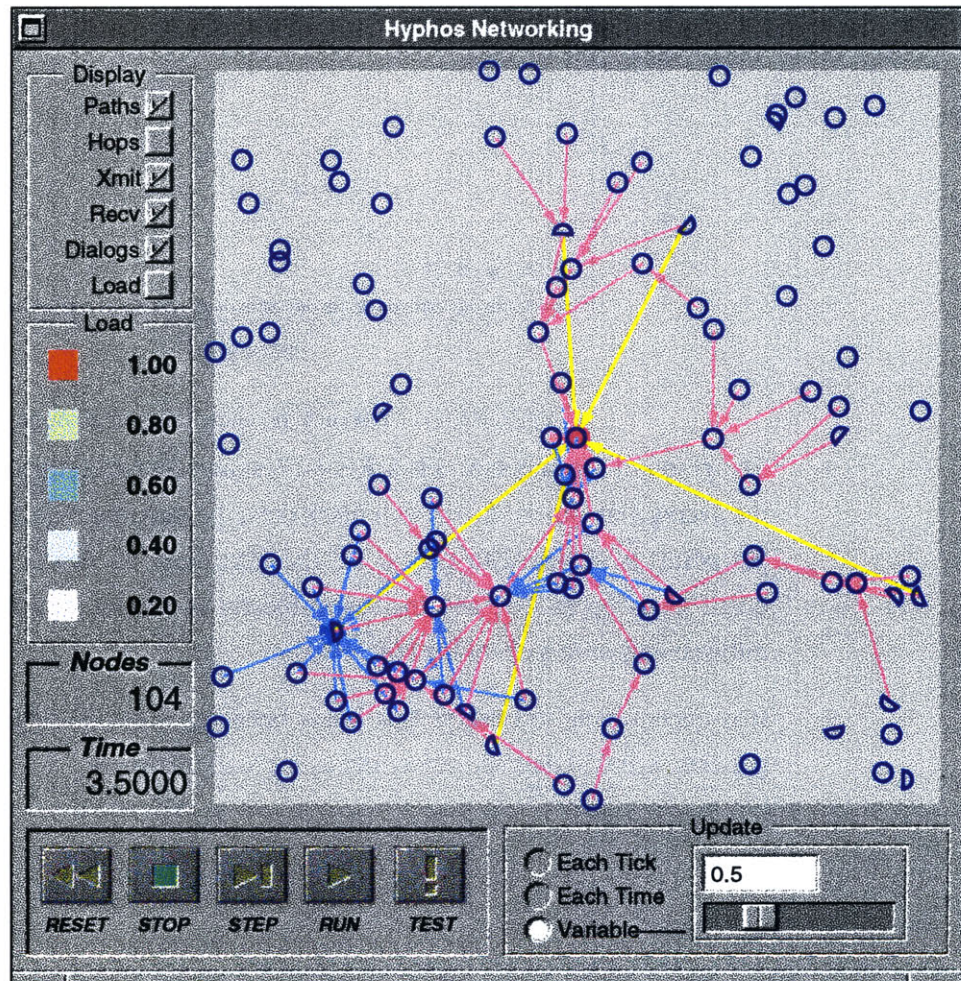 Hyphos Networking
Display
Paths
Hops
Xmit
Recv
Dialogs
Load
Load
1.00
0.80
0.60
0.40
0.20
Nodes
104
Time
3.5000
RESET STOP STEP RUN TEST
Update
Each Tick
Each Time
Variable
0.5